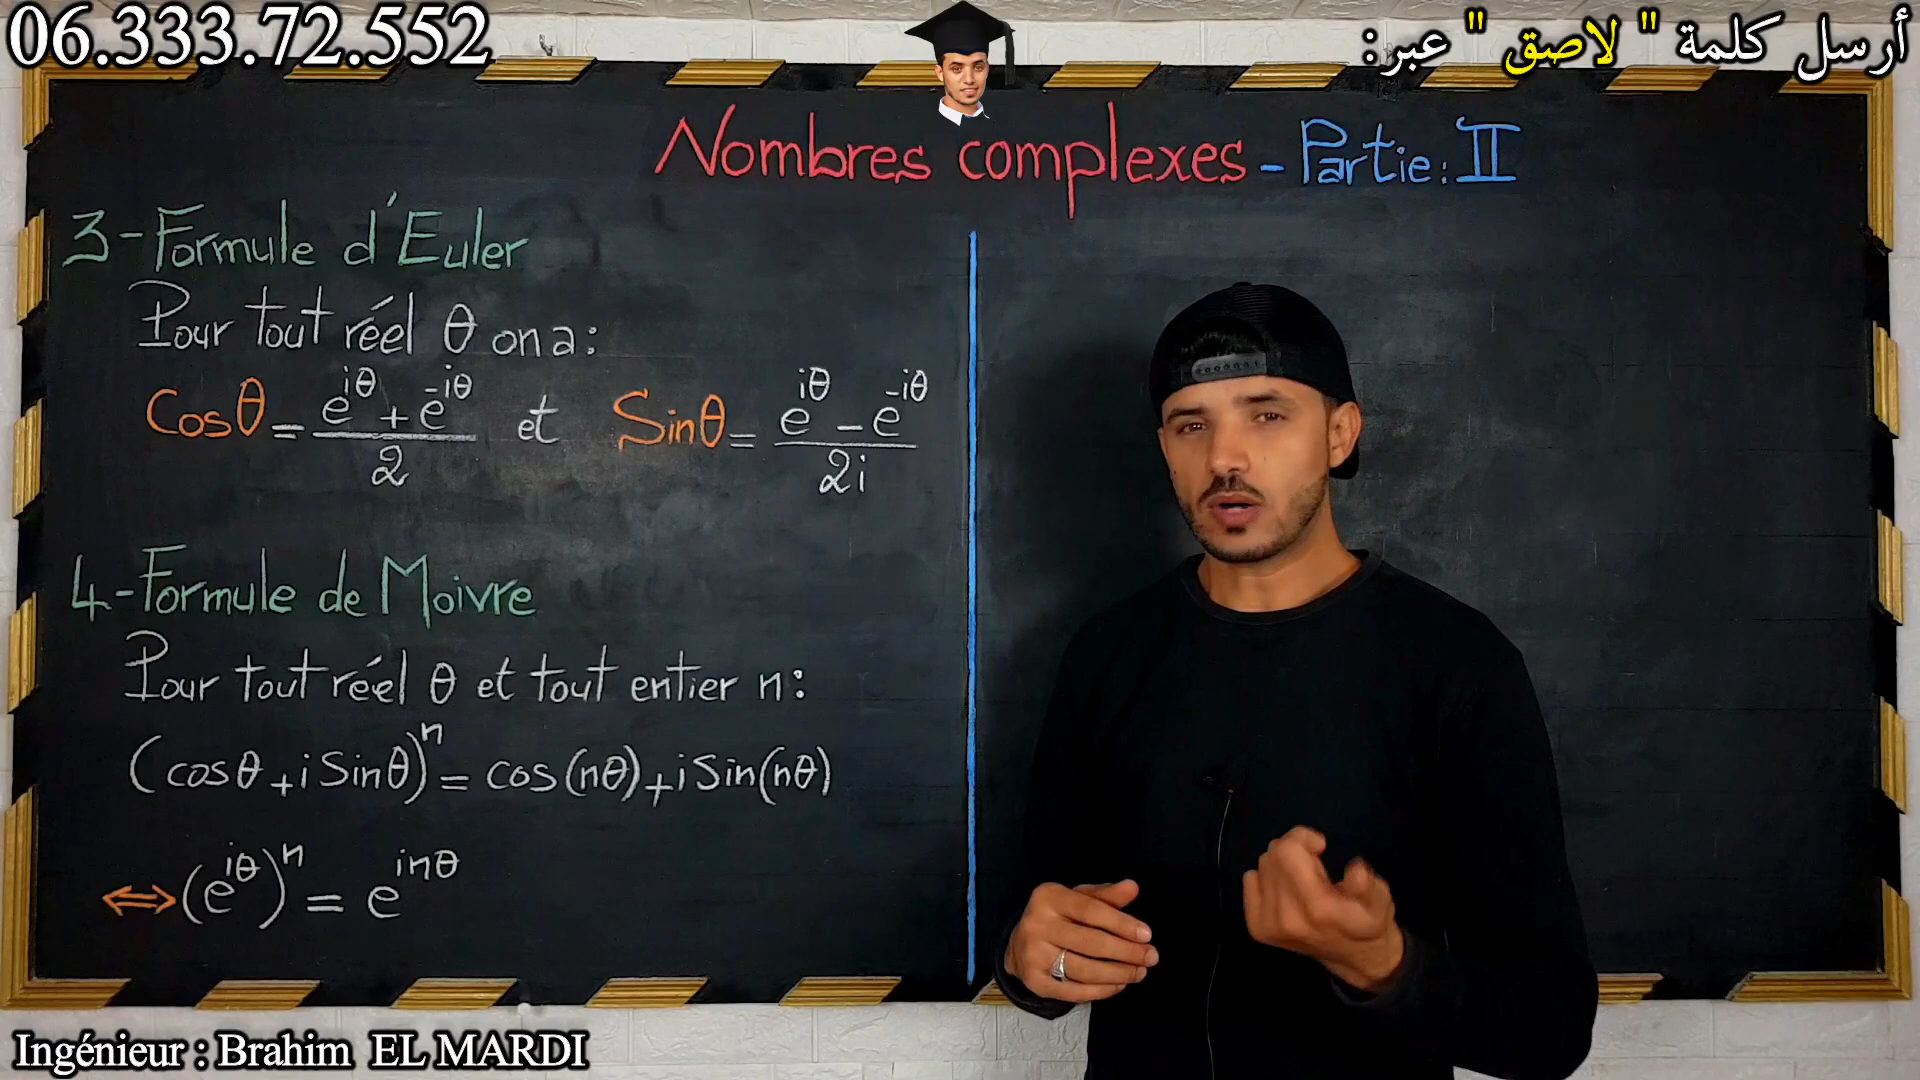 06.333.72.552
أرسل كلمة " لاصق " عبر:
Nombres complexes - Partie: II
3- Formule d'Euler
Pour tout réel θ on a:
Cosθ = (e^{iθ} + e^{-iθ})/2 et Sinθ = (e^{iθ} - e^{-iθ})/2i
4- Formule de Moivre
Pour tout réel θ et tout entier n:
(cosθ + i Sinθ)^n = cos(nθ) + i Sin(nθ)
⇔ (e^{iθ})^n = e^{inθ}
Ingénieur : Brahim EL MARDI